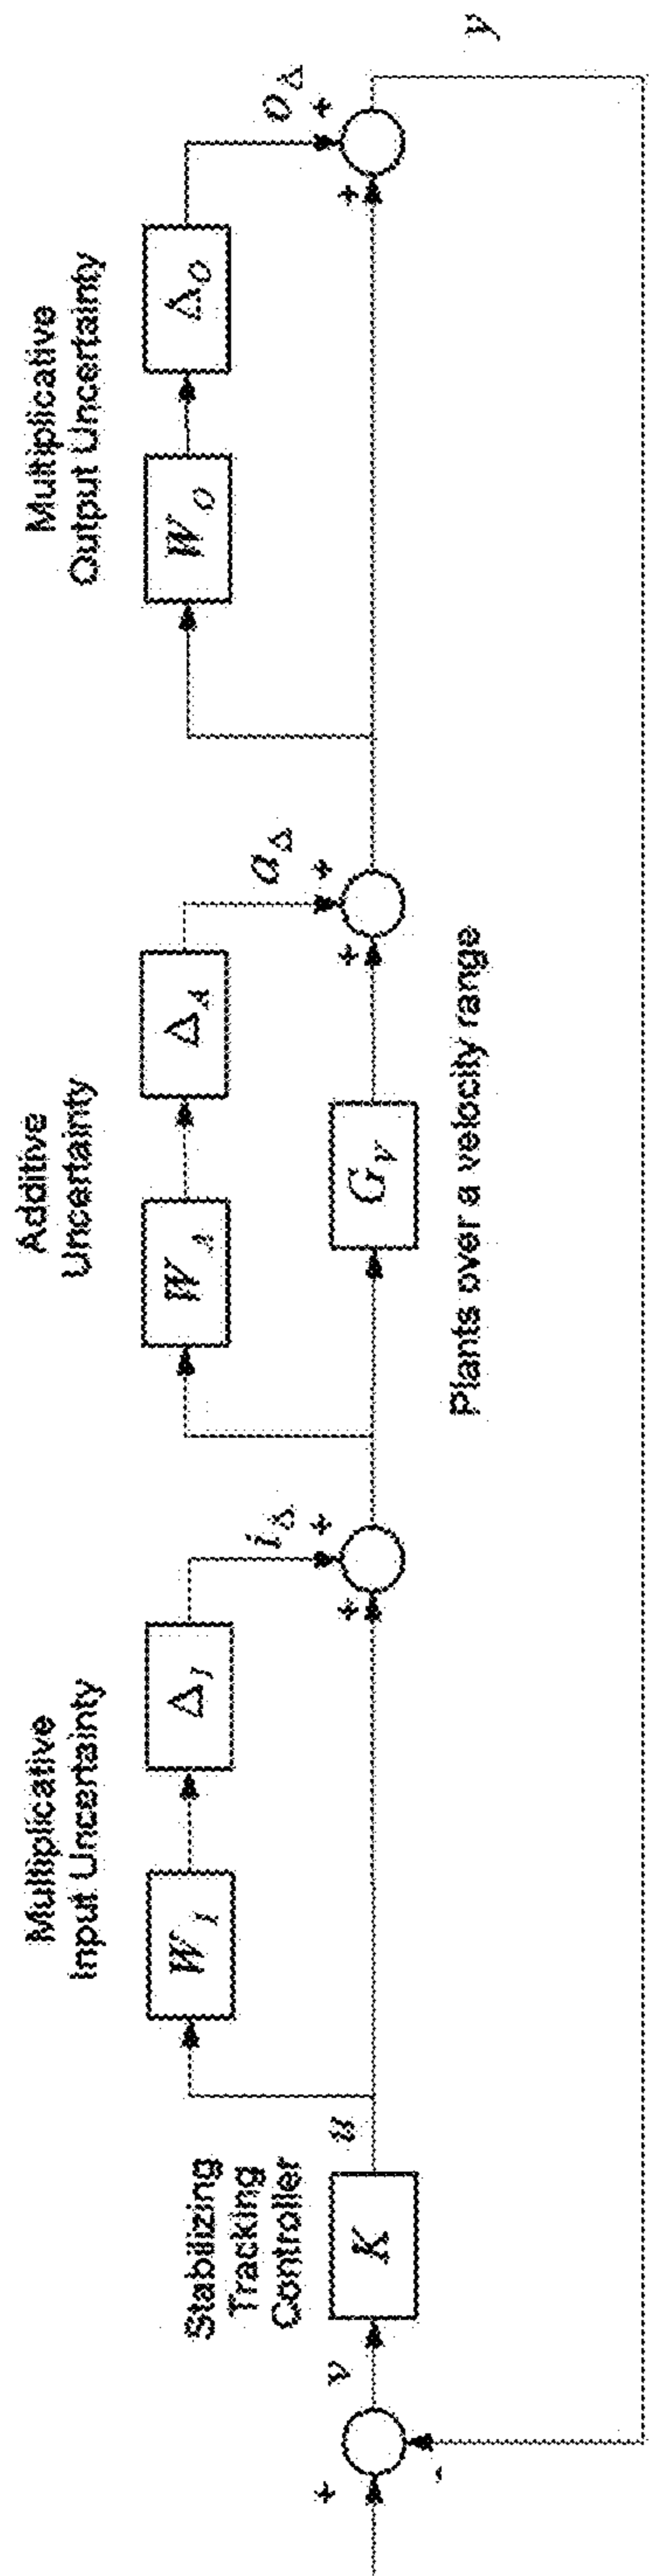 Multiplicative
Input Uncertainty
Additive
Uncertainty
Multiplicative
Output Uncertainty
Stabilizing
Tracking
Controller
W_I
Δ_I
i_Δ
W_A
Δ_A
a_Δ
W_O
Δ_O
o_Δ
+
-
v
K
u
+
+
G_V
+
+
+
+
y
Plants over a velocity range